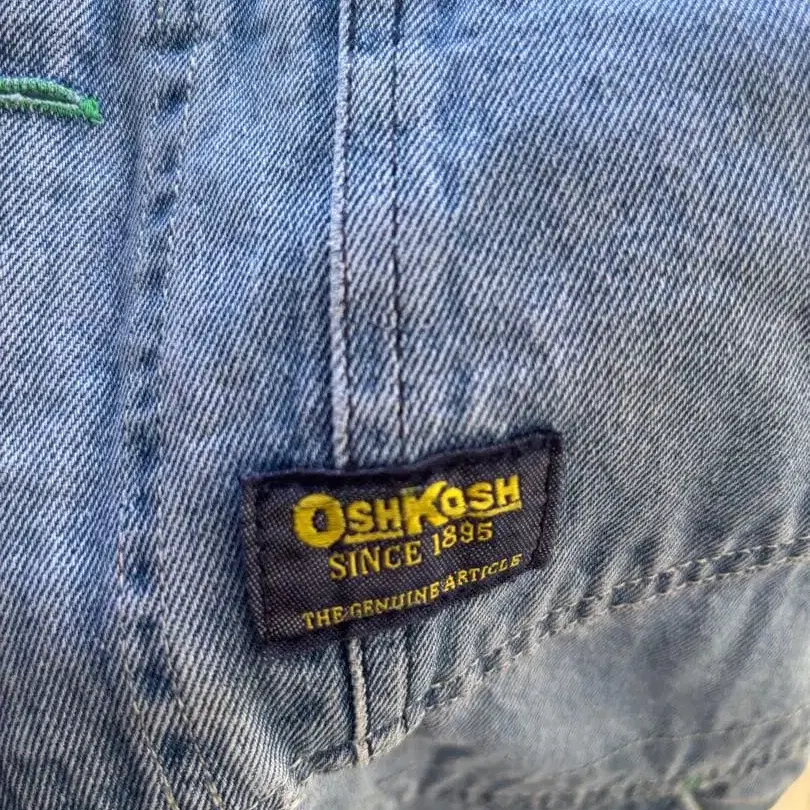 OSHKOSH
SINCE 1895
THE GENUINE ARTICLE